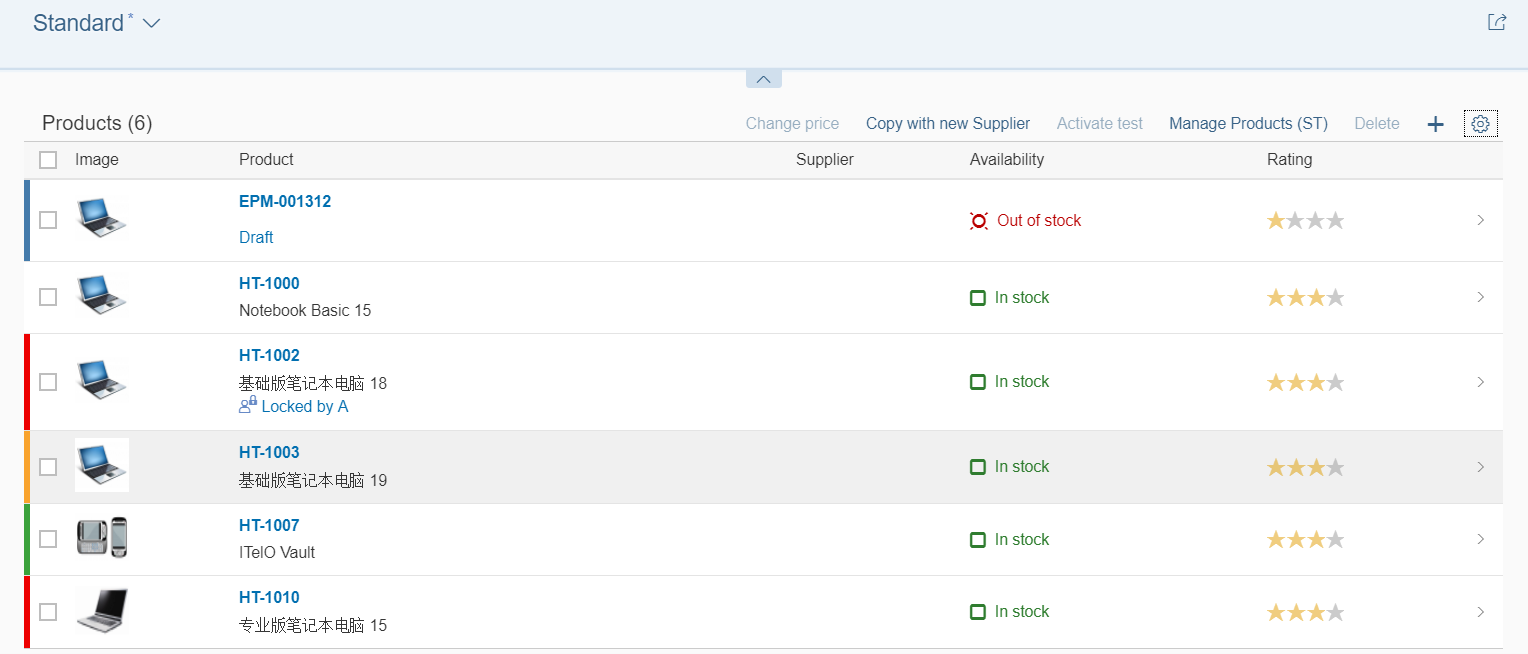 Standard *
Products (6)
Change price Copy with new Supplier Activate test Manage Products (ST) Delete
Image Product Supplier Availability Rating
EPM-001312
Draft
Out of stock
HT-1000
Notebook Basic 15
In stock
HT-1002
基础版笔记本电脑 18
Locked by A
In stock
HT-1003
基础版笔记本电脑 19
In stock
HT-1007
ITelO Vault
In stock
HT-1010
专业版笔记本电脑 15
In stock